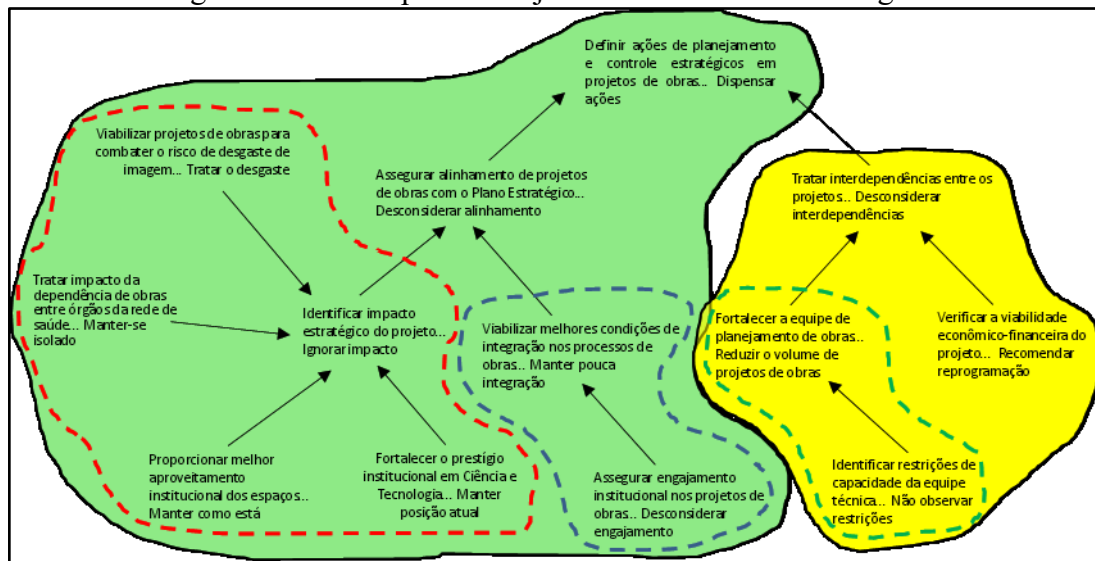 Definir ações de planejamento
e controle estratégicos em
projetos de obras... Dispensar
ações
Viabilizar projetos de obras para
combater o risco de desgaste de
imagem... Tratar o desgaste
Assegurar alinhamento de projetos
de obras com o Plano Estratégico...
Desconsiderar alinhamento
Tratar interdependências entre os
projetos... Desconsiderar
interdependências
Tratar impacto da
dependência de obras
entre órgãos da rede de
saúde... Manter-se
isolado
Identificar impacto
estratégico do projeto...
Ignorar impacto
Viabilizar melhores condições de
integração nos processos de
obras... Manter pouca
integração
Fortalecer a equipe de
planejamento de obras...
Reduzir o volume de
projetos de obras
Verificar a viabilidade
econômico-financeira do
projeto... Recomendar
reprogramação
Proporcionar melhor
aproveitamento
institucional dos espaços...
Manter como está
Fortalecer o prestígio
institucional em Ciência e
Tecnologia... Manter
posição atual
Assegurar engajamento
institucional nos projetos de
obras... Desconsiderar
engajamento
Identificar restrições de
capacidade da equipe
técnica... Não observar
restrições